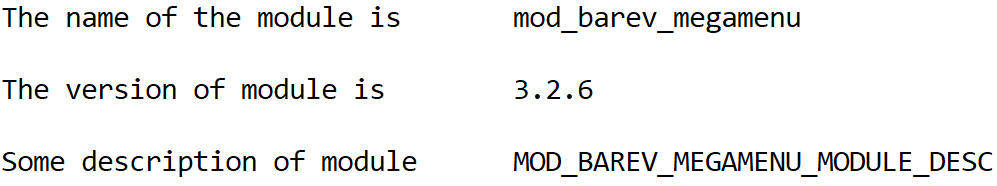 The name of the module is mod_barev_megamenu
The version of module is 3.2.6
Some description of module MOD_BAREV_MEGAMENU_MODULE_DESC